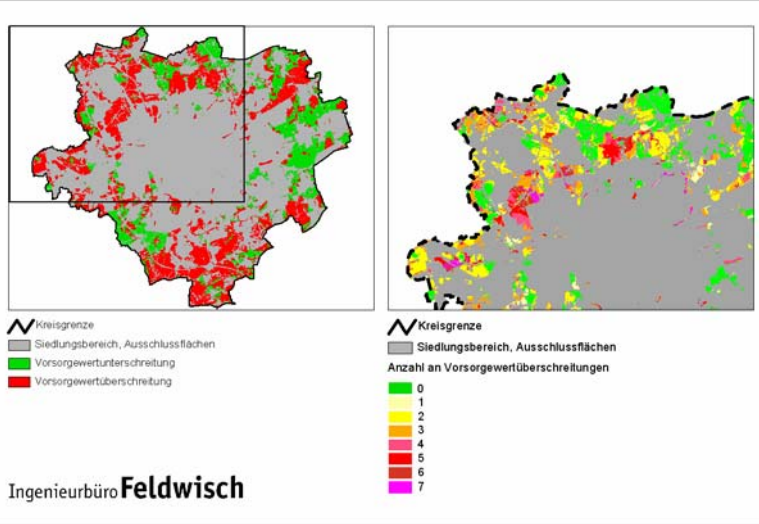 Kreisgrenze
Siedlungsbereich, Ausschlussflächen
Vorsorgewertunterschreitung
Vorsorgewertüberschreitung
Kreisgrenze
Siedlungsbereich, Ausschlussflächen
Anzahl an Vorsorgewertüberschreitungen
0
1
2
3
4
5
6
7
Ingenieurbüro Feldwisch